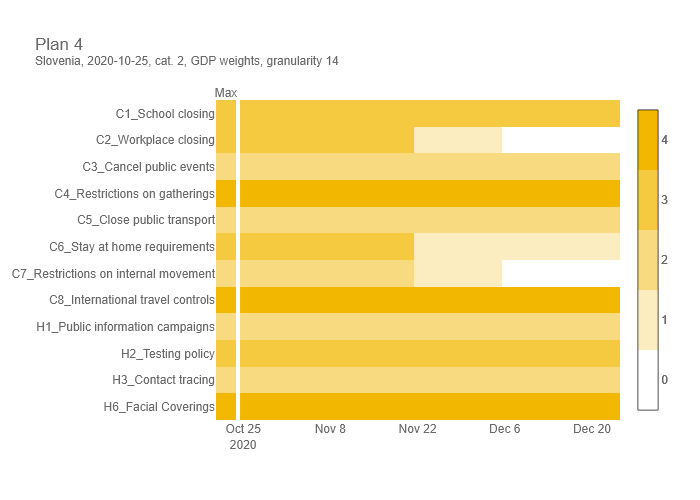 Plan 4
Slovenia, 2020-10-25, cat. 2, GDP weights, granularity 14
Max
C1_School closing
C2_Workplace closing
C3_Cancel public events
C4_Restrictions on gatherings
C5_Close public transport
C6_Stay at home requirements
C7_Restrictions on internal movement
C8_International travel controls
H1_Public information campaigns
H2_Testing policy
H3_Contact tracing
H6_Facial Coverings
Oct 25 Nov 8 Nov 22 Dec 6 Dec 20
2020
4
3
2
1
0